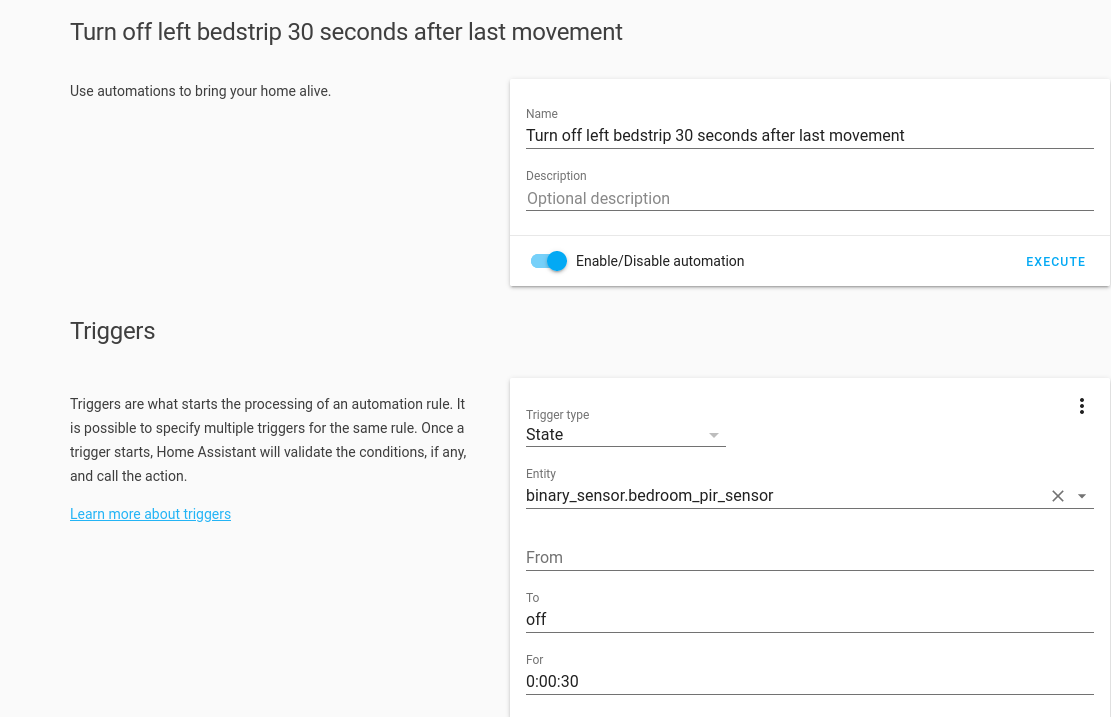 Turn off left bedstrip 30 seconds after last movement
Use automations to bring your home alive.
Name
Turn off left bedstrip 30 seconds after last movement
Description
Optional description
Enable/Disable automation
EXECUTE
Triggers
Triggers are what starts the processing of an automation rule. It
is possible to specify multiple triggers for the same rule. Once a
trigger starts, Home Assistant will validate the conditions, if any,
and call the action.
Learn more about triggers
Trigger type
State
Entity
binary_sensor.bedroom_pir_sensor
From
To
off
For
0:00:30